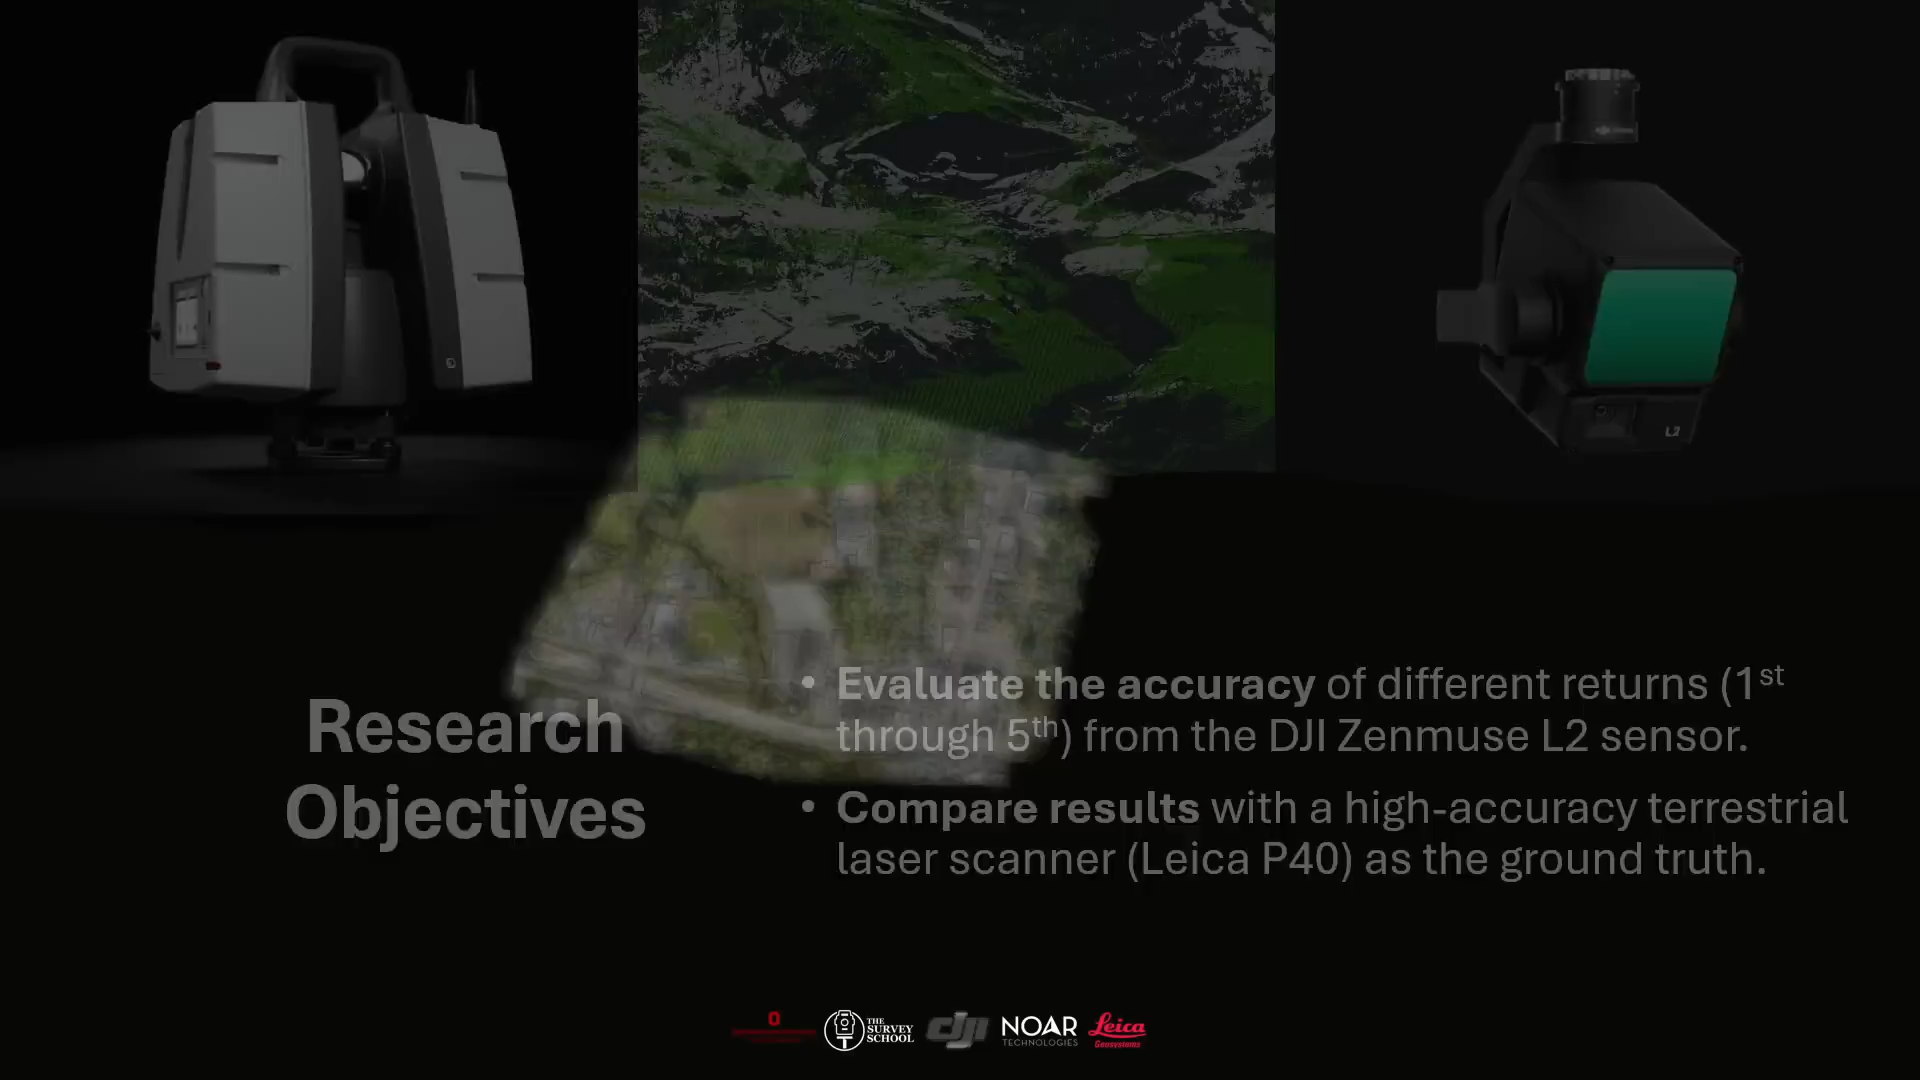 L2
Research
Objectives
• Evaluate the accuracy of different returns (1st
through 5th) from the DJI Zenmuse L2 sensor.
• Compare results with a high-accuracy terrestrial
laser scanner (Leica P40) as the ground truth.
THE
SURVEY
SCHOOL
dji
NOAR
TECHNOLOGIES
Leica
Geosystems